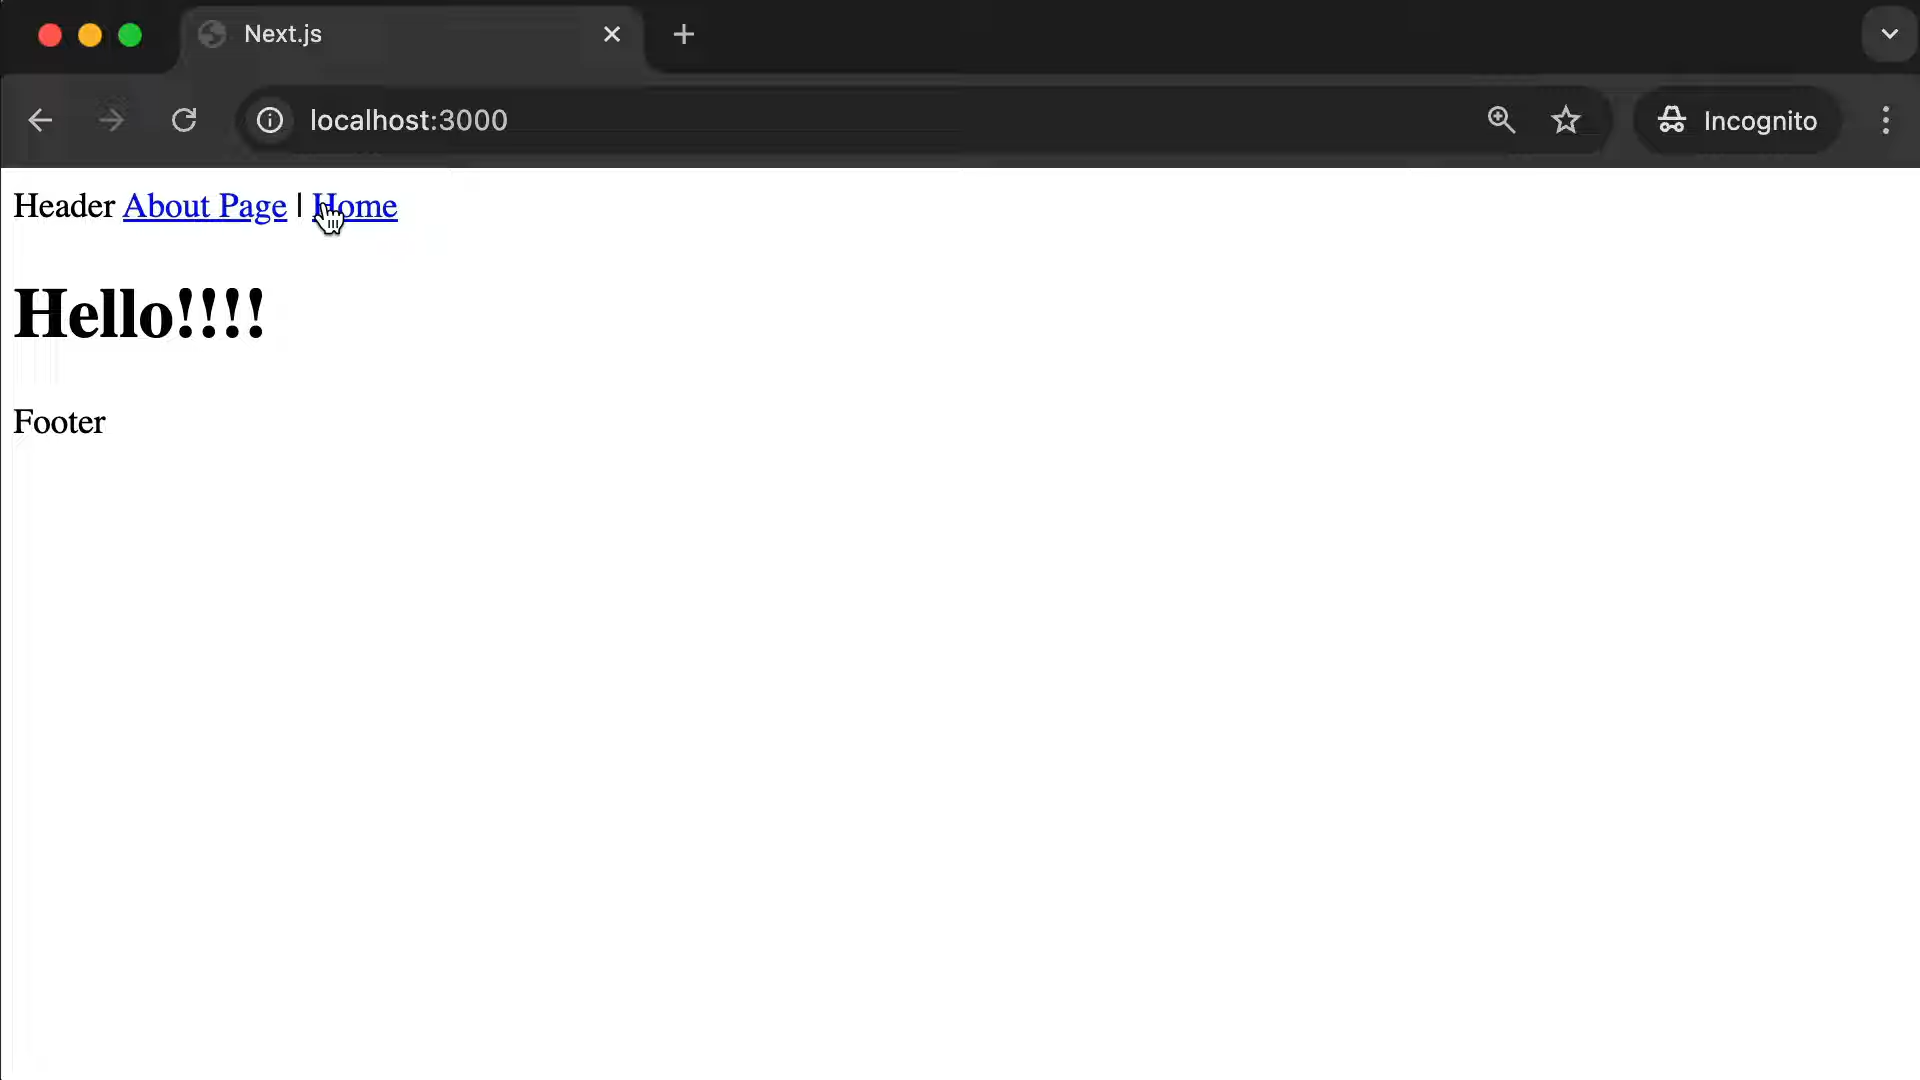 Next.js
localhost:3000
Incognito
Header About Page | Home
Hello!!!!
Footer